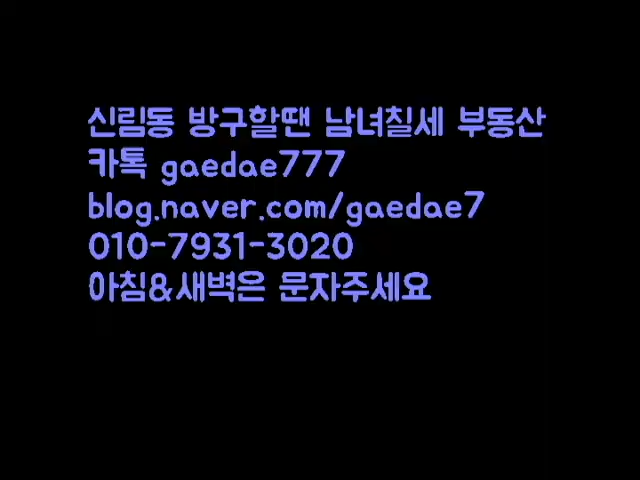 신림동 방구할땐 남녀칠세 부동산
카톡 gaedae777
blog.naver.com/gaedae7
010-7931-3020
아침&새벽은 문자주세요